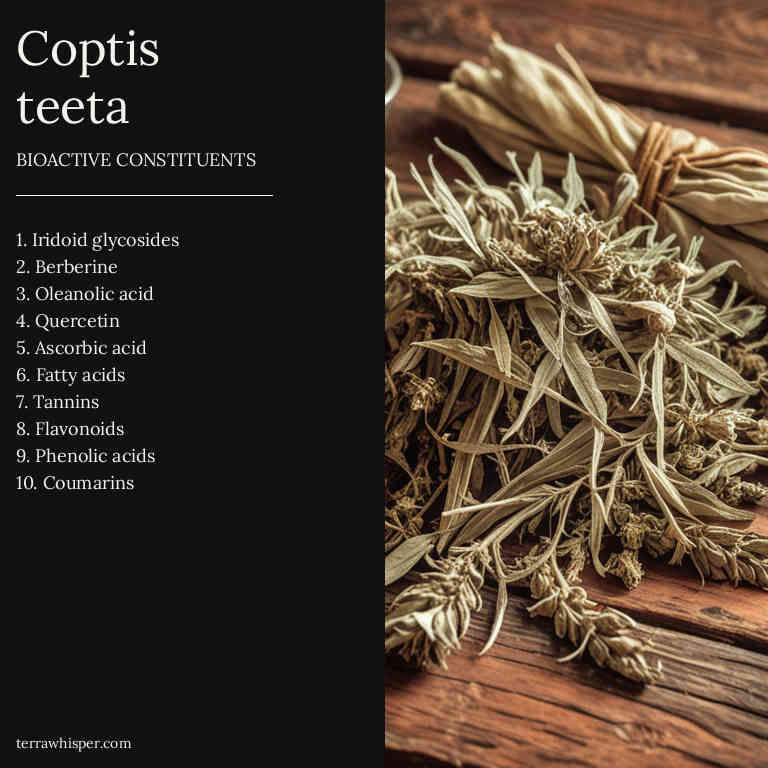 Coptis
teeta
BIOACTIVE CONSTITUENTS
1. Iridoid glycosides
2. Berberine
3. Oleanolic acid
4. Quercetin
5. Ascorbic acid
6. Fatty acids
7. Tannins
8. Flavonoids
9. Phenolic acids
10. Coumarins
terrawhisper.com